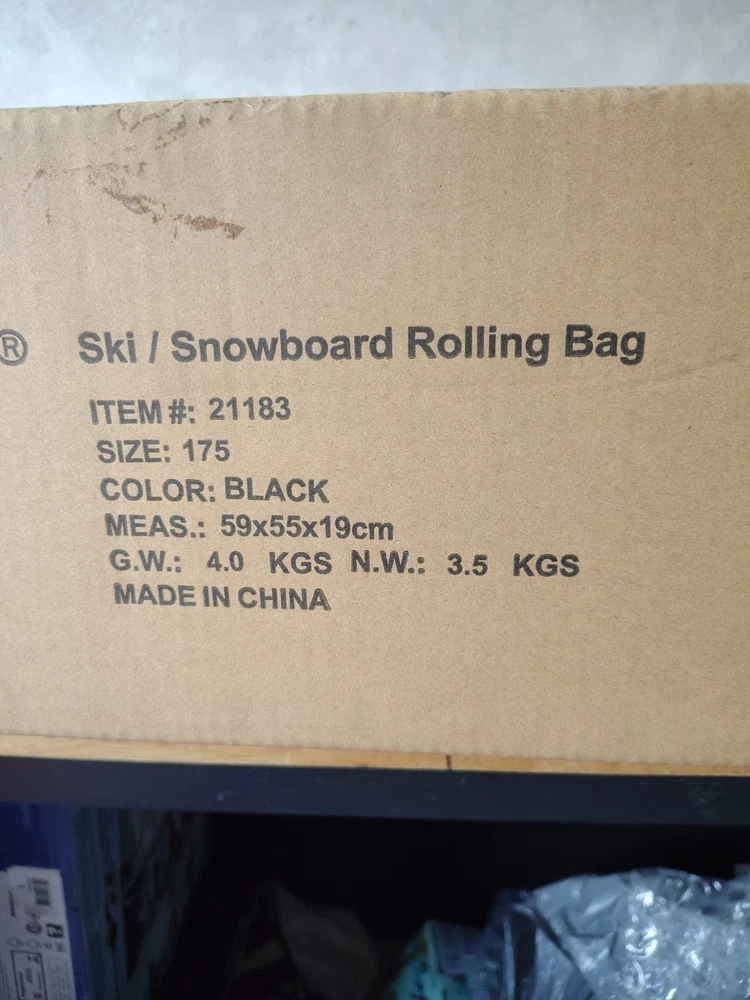 ® Ski / Snowboard Rolling Bag
ITEM #: 21183
SIZE: 175
COLOR: BLACK
MEAS.: 59x55x19cm
G.W.: 4.0 KGS N.W.: 3.5 KGS
MADE IN CHINA